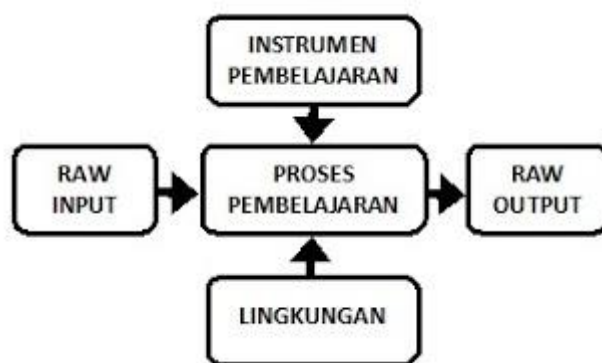 INSTRUMEN
PEMBELAJARAN
RAW
INPUT
PROSES
PEMBELAJARAN
RAW
OUTPUT
LINGKUNGAN